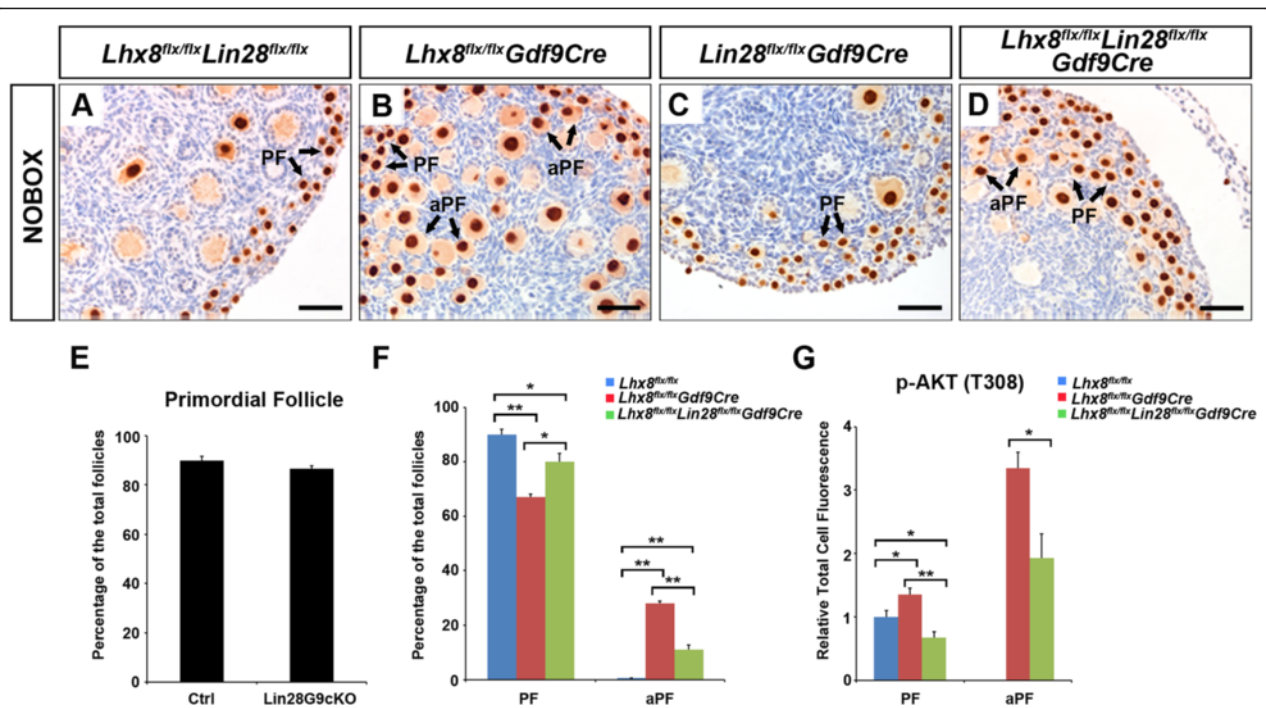 Lhx8flx/flxLin28flx/flx
Lhx8flx/flxGdf9Cre
Lin28flx/flxGdf9Cre
Lhx8flx/flxLin28flx/flx
Gdf9Cre
NOBOX
A
PF
B
PF
aPF
aPF
C
PF
D
aPF
PF
E
Primordial Follicle
Percentage of the total follicles
100
80
60
40
20
0
Ctrl
Lin28G9cKO
F
Lhx8flx/flx
Lhx8flx/flxGdf9Cre
Lhx8flx/flxLin28flx/flxGdf9Cre
Percentage of the total follicles
100
80
60
40
20
0
*
**
*
**
**
**
PF
aPF
G
p-AKT (T308)
Lhx8flx/flx
Lhx8flx/flxGdf9Cre
Lhx8flx/flxLin28flx/flxGdf9Cre
Relative Total Cell Fluorescence
4
3
2
1
0
*
*
**
*
PF
aPF